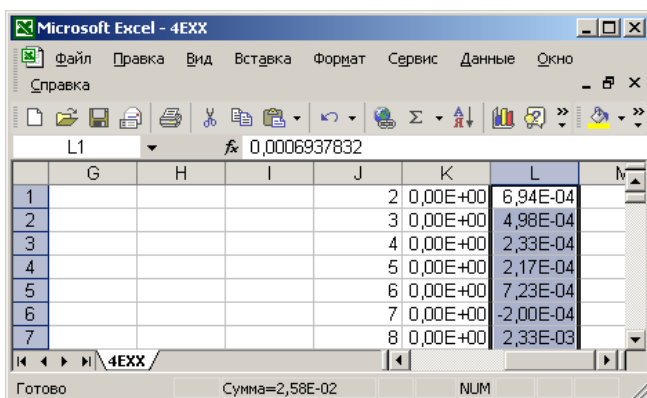 Microsoft Excel - 4EXX
Файл Правка Вид Вставка Формат Сервис Данные Окно
Справка
L1 fx 0,0006937832
G H I J K L
1 2 0,00E+00 6,94E-04
2 3 0,00E+00 4,98E-04
3 4 0,00E+00 2,33E-04
4 5 0,00E+00 2,17E-04
5 6 0,00E+00 7,23E-04
6 7 0,00E+00 -2,00E-04
7 8 0,00E+00 2,33E-03
4EXX
Готово Сумма=2,58E-02 NUM